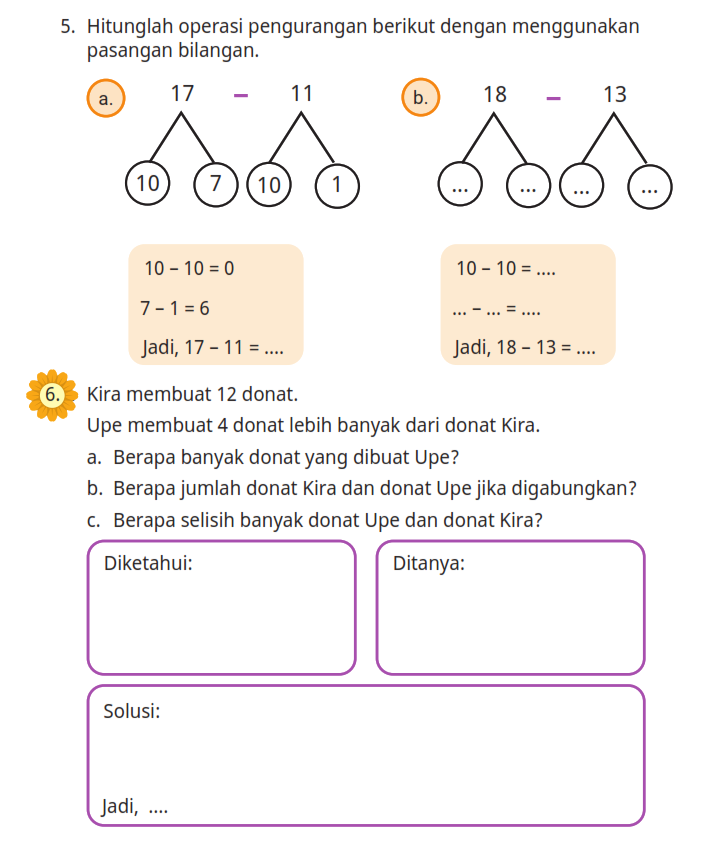 5. Hitunglah operasi pengurangan berikut dengan menggunakan
pasangan bilangan.
a. 17 – 11
10 7 10 1
10 – 10 = 0
7 – 1 = 6
Jadi, 17 – 11 = ....
b. 18 – 13
... ... ... ...
10 – 10 = ....
... – ... = ....
Jadi, 18 – 13 = ....
6. Kira membuat 12 donat.
Upe membuat 4 donat lebih banyak dari donat Kira.
a. Berapa banyak donat yang dibuat Upe?
b. Berapa jumlah donat Kira dan donat Upe jika digabungkan?
c. Berapa selisih banyak donat Upe dan donat Kira?
Diketahui:
Ditanya:
Solusi:
Jadi, ....